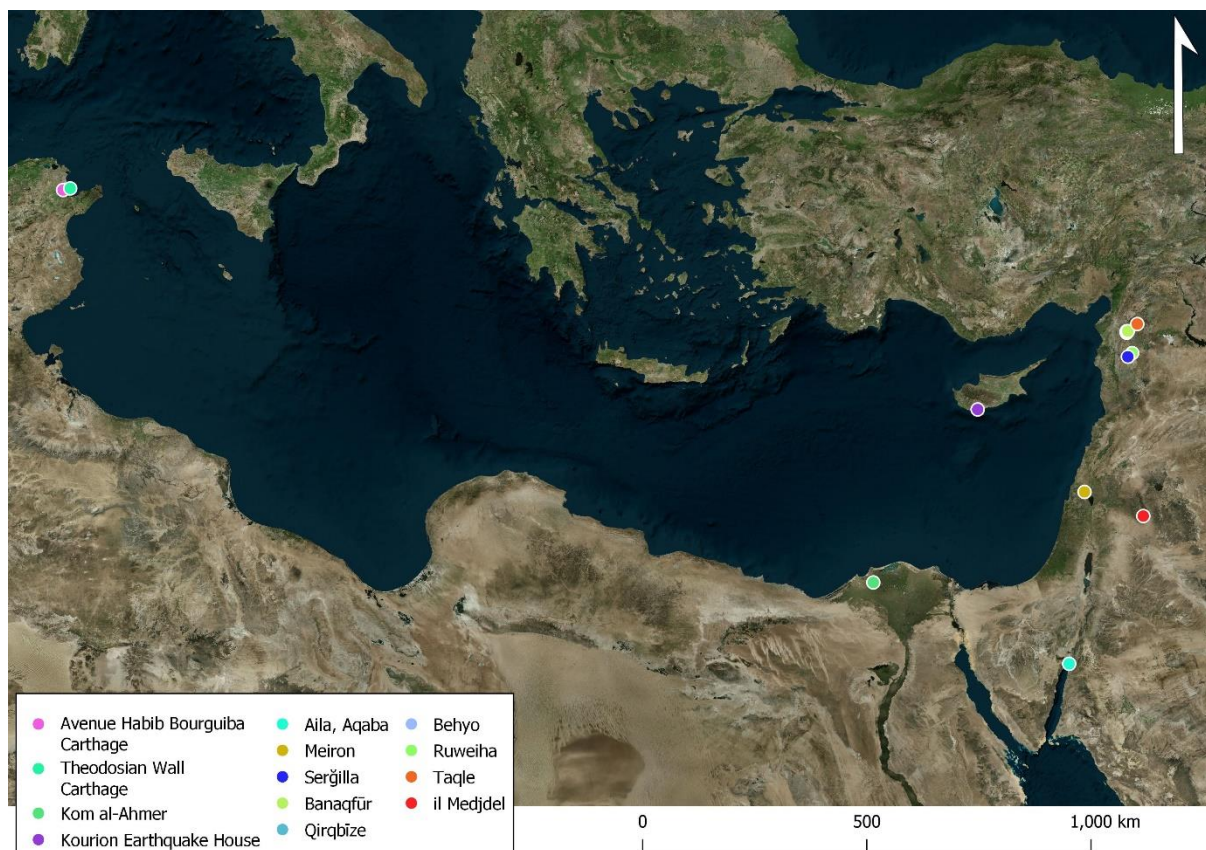 Avenue Habib Bourguiba
Carthage
Theodosian Wall
Carthage
Kom al-Ahmer
Kourion Earthquake House
Aila, Aqaba
Meiron
Serğilla
Banaqfür
Qirqbīze
Behyo
Ruweiha
Taqle
il Medjdel
0 500 1,000 km